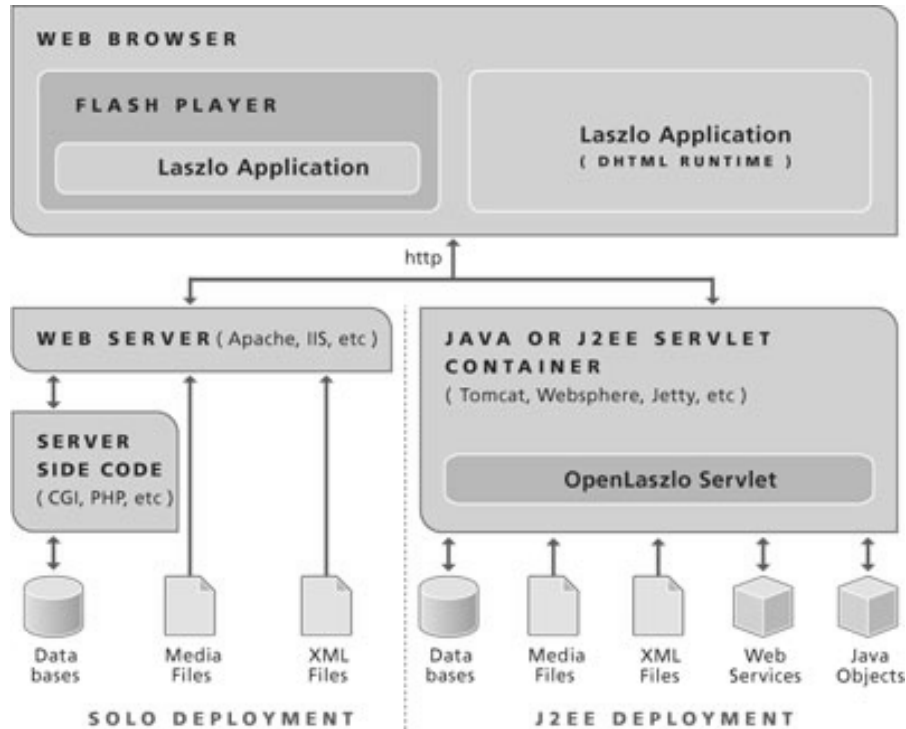 WEB BROWSER
FLASH PLAYER
Laszlo Application
Laszlo Application
( DHTML RUNTIME )
http
WEB SERVER ( Apache, IIS, etc )
SERVER
SIDE CODE
( CGI, PHP, etc )
JAVA OR J2EE SERVLET
CONTAINER
( Tomcat, Websphere, Jetty, etc )
OpenLaszlo Servlet
Data
bases
Media
Files
XML
Files
Data
bases
Media
Files
XML
Files
Web
Services
Java
Objects
SOLO DEPLOYMENT
J2EE DEPLOYMENT